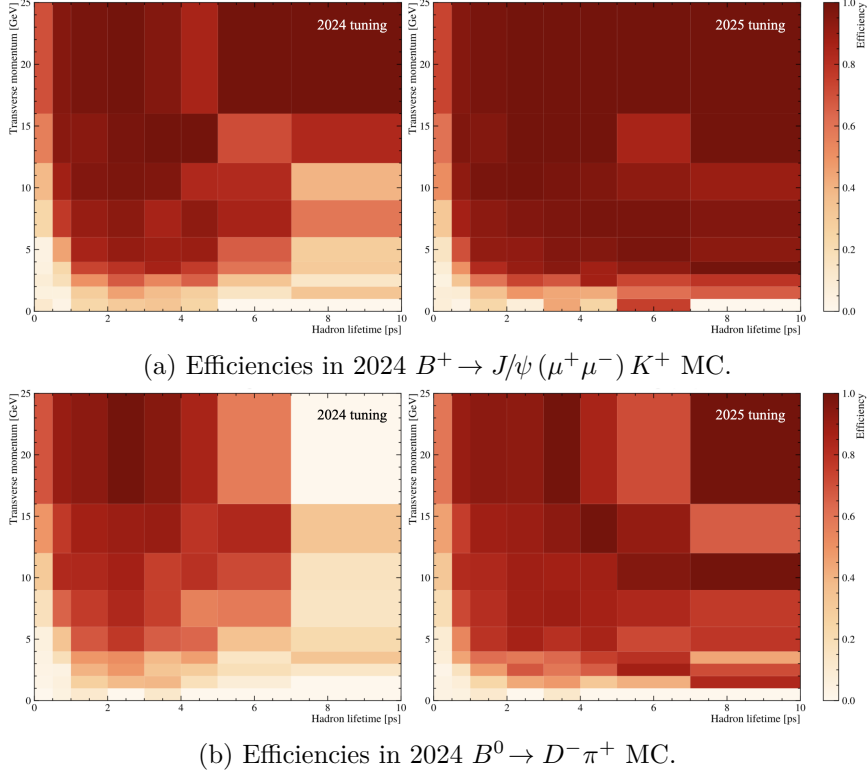 Transverse momentum [GeV]
25
20
15
10
5
0
2024 tuning
0 2 4 6 8 10
Hadron lifetime [ps]
Transverse momentum [GeV]
25
20
15
10
5
0
2025 tuning
0 2 4 6 8 10
Hadron lifetime [ps]
Efficiency
1.0
0.8
0.6
0.4
0.2
0.0
(a) Efficiencies in 2024 B⁺ → J/ψ (μ⁺μ⁻) K⁺ MC.
Transverse momentum [GeV]
25
20
15
10
5
0
2024 tuning
0 2 4 6 8 10
Hadron lifetime [ps]
Transverse momentum [GeV]
25
20
15
10
5
0
2025 tuning
0 2 4 6 8 10
Hadron lifetime [ps]
Efficiency
1.0
0.8
0.6
0.4
0.2
0.0
(b) Efficiencies in 2024 B⁰ → D⁻π⁺ MC.